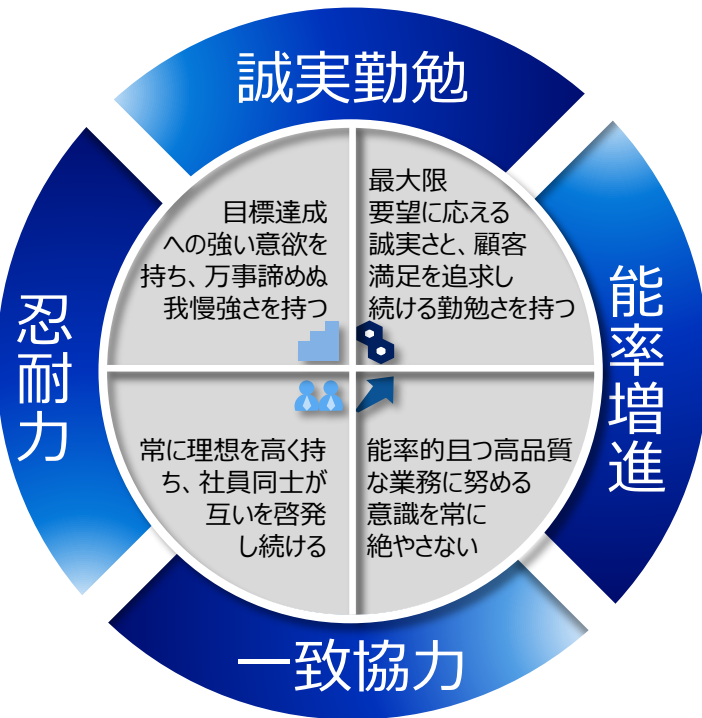 誠実勤勉
目標達成
への強い意欲を
持ち、万事諦めぬ
我慢強さを持つ
最大限
要望に応える
誠実さと、顧客
満足を追求し
続ける勤勉さを持つ
忍耐力
能率増進
常に理想を高く持
ち、社員同士が
互いを啓発
し続ける
能率的且つ高品質
な業務に努める
意識を常に
絶やさない
一致協力